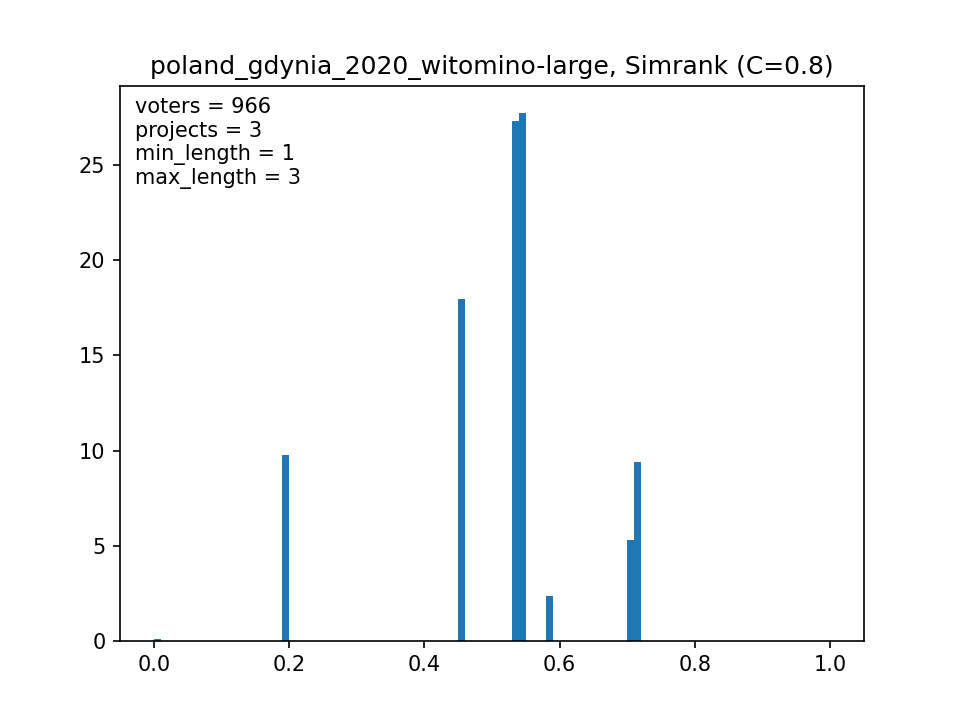 poland_gdynia_2020_witomino-large, Simrank (C=0.8)
voters = 966
projects = 3
min_length = 1
max_length = 3
25
20
15
10
5
0
0.0 0.2 0.4 0.6 0.8 1.0